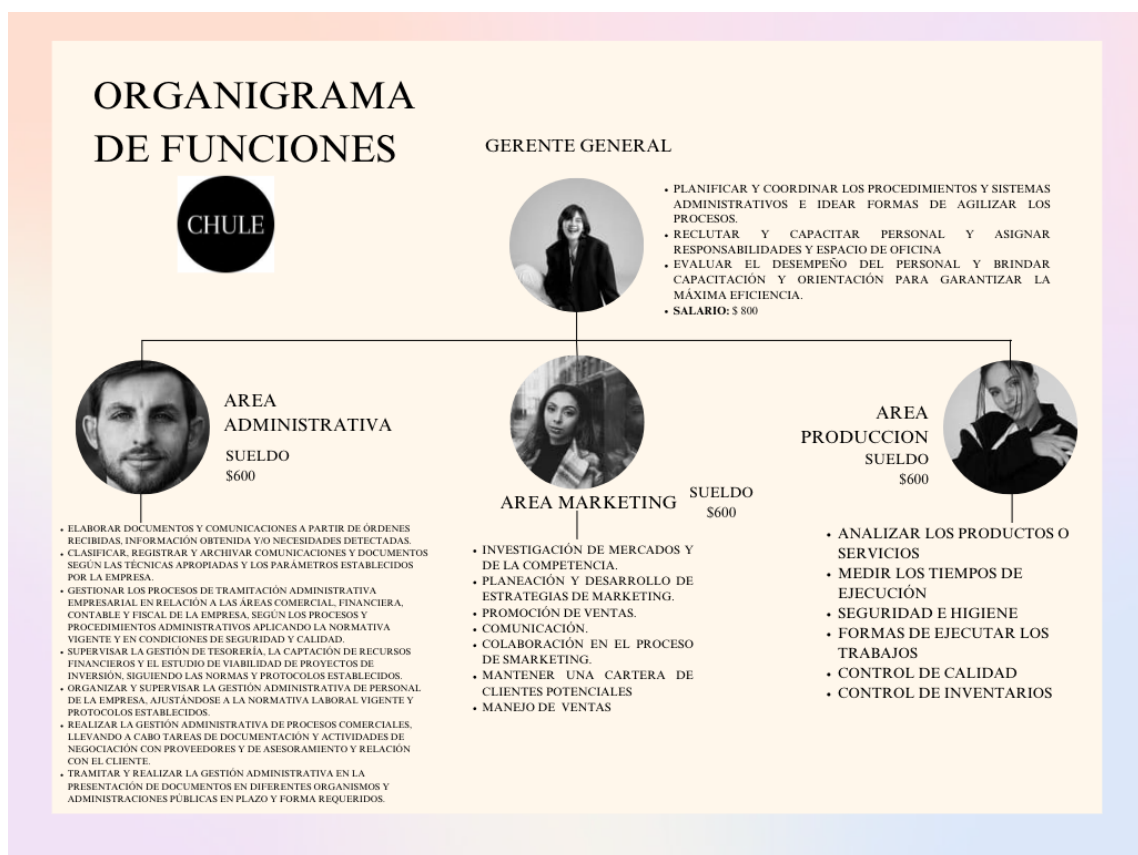 ORGANIGRAMA
DE FUNCIONES
CHULE
GERENTE GENERAL
• PLANIFICAR Y COORDINAR LOS PROCEDIMIENTOS Y SISTEMAS
ADMINISTRATIVOS E IDEAR FORMAS DE AGILIZAR LOS
PROCESOS.
• RECLUTAR Y CAPACITAR PERSONAL Y ASIGNAR
RESPONSABILIDADES Y ESPACIO DE OFICINA
• EVALUAR EL DESEMPEÑO DEL PERSONAL Y BRINDAR
CAPACITACIÓN Y ORIENTACIÓN PARA GARANTIZAR LA
MÁXIMA EFICIENCIA.
• SALARIO: $ 800
AREA
ADMINISTRATIVA
SUELDO
$600
• ELABORAR DOCUMENTOS Y COMUNICACIONES A PARTIR DE ÓRDENES
RECIBIDAS, INFORMACIÓN OBTENIDA Y/O NECESIDADES DETECTADAS.
• CLASIFICAR, REGISTRAR Y ARCHIVAR COMUNICACIONES Y DOCUMENTOS
SEGÚN LAS TÉCNICAS APROPIADAS Y LOS PARÁMETROS ESTABLECIDOS
POR LA EMPRESA.
• GESTIONAR LOS PROCESOS DE TRAMITACIÓN ADMINISTRATIVA
EMPRESARIAL EN RELACIÓN A LAS ÁREAS COMERCIAL, FINANCIERA,
CONTABLE Y FISCAL DE LA EMPRESA, SEGÚN LOS PROCESOS Y
PROCEDIMIENTOS ADMINISTRATIVOS APLICANDO LA NORMATIVA
VIGENTE Y EN CONDICIONES DE SEGURIDAD Y CALIDAD.
• SUPERVISAR LA GESTIÓN DE TESORERÍA, LA CAPTACIÓN DE RECURSOS
FINANCIEROS Y EL ESTUDIO DE VIABILIDAD DE PROYECTOS DE
INVERSIÓN, SIGUIENDO LAS NORMAS Y PROTOCOLOS ESTABLECIDOS.
• ORGANIZAR Y SUPERVISAR LA GESTIÓN ADMINISTRATIVA DE PERSONAL
DE LA EMPRESA, AJUSTÁNDOSE A LA NORMATIVA LABORAL VIGENTE Y
PROTOCOLOS ESTABLECIDOS.
• REALIZAR LA GESTIÓN ADMINISTRATIVA DE PROCESOS COMERCIALES,
LLEVANDO A CABO TAREAS DE DOCUMENTACIÓN Y ACTIVIDADES DE
NEGOCIACIÓN CON PROVEEDORES Y DE ASESORAMIENTO Y RELACIÓN
CON EL CLIENTE.
• TRAMITAR Y REALIZAR LA GESTIÓN ADMINISTRATIVA EN LA
PRESENTACIÓN DE DOCUMENTOS EN DIFERENTES ORGANISMOS Y
ADMINISTRACIONES PÚBLICAS EN PLAZO Y FORMA REQUERIDOS.
AREA MARKETING
SUELDO
$600
• INVESTIGACIÓN DE MERCADOS Y
DE LA COMPETENCIA.
• PLANEACIÓN Y DESARROLLO DE
ESTRATEGIAS DE MARKETING.
• PROMOCIÓN DE VENTAS.
• COMUNICACIÓN.
• COLABORACIÓN EN EL PROCESO
DE SMARKETING.
• MANTENER UNA CARTERA DE
CLIENTES POTENCIALES
• MANEJO DE VENTAS
AREA
PRODUCCION
SUELDO
$600
• ANALIZAR LOS PRODUCTOS O
SERVICIOS
• MEDIR LOS TIEMPOS DE
EJECUCIÓN
• SEGURIDAD E HIGIENE
• FORMAS DE EJECUTAR LOS
TRABAJOS
• CONTROL DE CALIDAD
• CONTROL DE INVENTARIOS